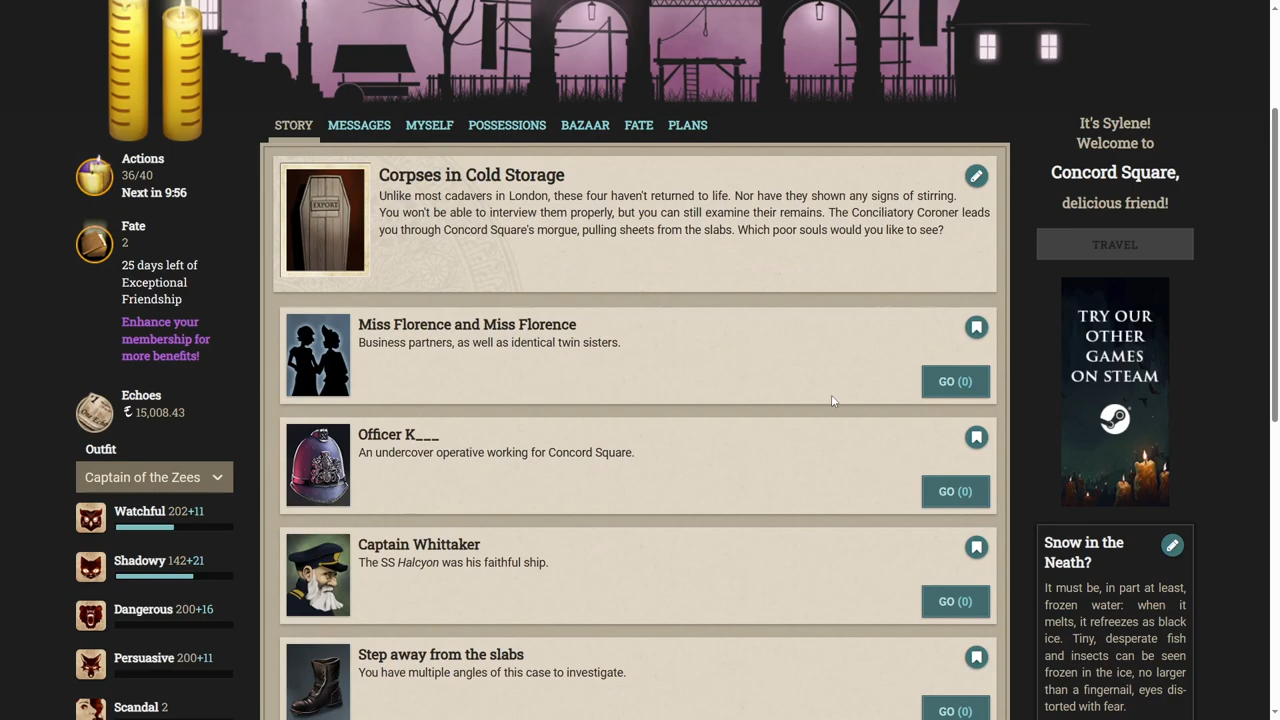 STORY MESSAGES MYSELF POSSESSIONS BAZAAR FATE PLANS
Actions
36/40
Next in 9:56
Fate
2
25 days left of
Exceptional
Friendship
Enhance your
membership for
more benefits!
Echoes
15,008.43
Outfit
Captain of the Zees
Watchful 202+11
Shadowy 142+21
Dangerous 200+16
Persuasive 200+11
Scandal 2
Corpses in Cold Storage
EXPORT
Unlike most cadavers in London, these four haven't returned to life. Nor have they shown any signs of stirring.
You won't be able to interview them properly, but you can still examine their remains. The Conciliatory Coroner leads
you through Concord Square's morgue, pulling sheets from the slabs. Which poor souls would you like to see?
Miss Florence and Miss Florence
Business partners, as well as identical twin sisters.
GO (0)
Officer K___
An undercover operative working for Concord Square.
GO (0)
Captain Whittaker
The SS Halcyon was his faithful ship.
GO (0)
Step away from the slabs
You have multiple angles of this case to investigate.
GO (0)
It's Sylene!
Welcome to
Concord Square,
delicious friend!
TRAVEL
TRY OUR
OTHER
GAMES
ON STEAM
Snow in the
Neath?
It must be, in part at least,
frozen water: when it
melts, it refreezes as black
ice. Tiny, desperate fish
and insects can be seen
frozen in the ice, no larger
than a fingernail, eyes dis-
torted with fear.